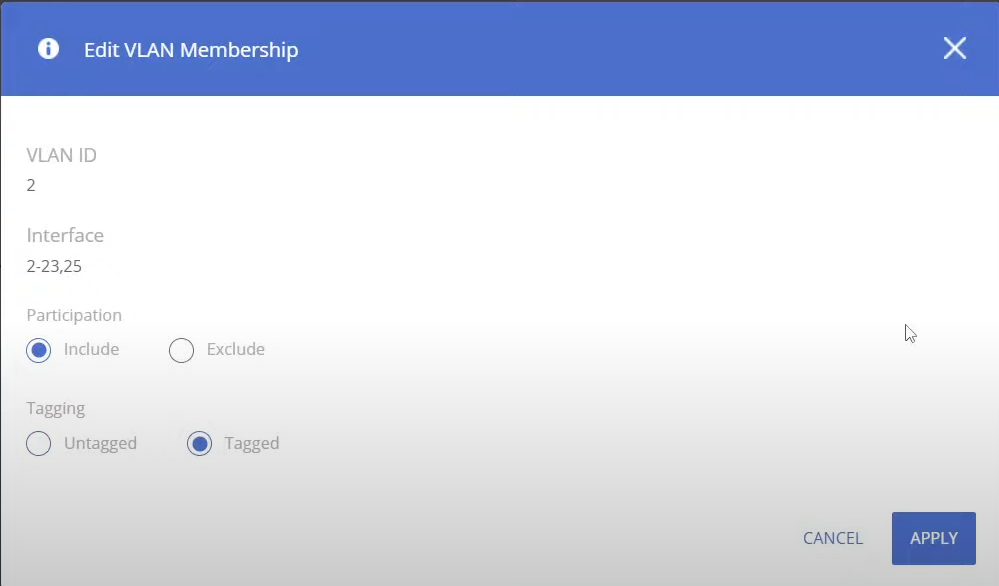 Edit VLAN Membership
VLAN ID
2
Interface
2-23,25
Participation
Include Exclude
Tagging
Untagged Tagged
CANCEL APPLY